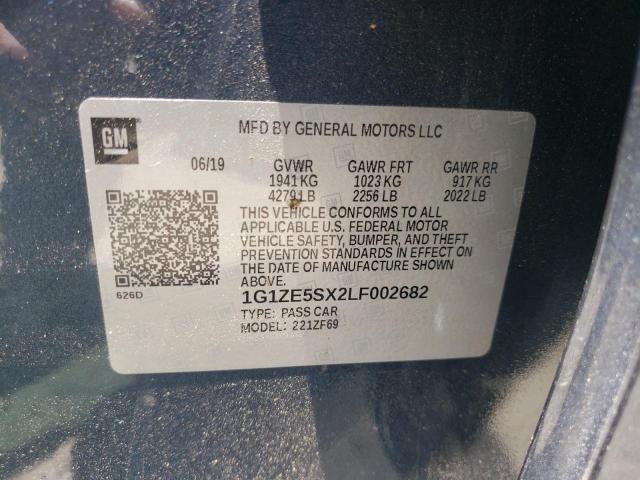 GM
MFD BY GENERAL MOTORS LLC
06/19 GVWR GAWR FRT GAWR RR
1941 KG 1023 KG 917 KG
4279 LB 2256 LB 2022 LB
THIS VEHICLE CONFORMS TO ALL
APPLICABLE U.S. FEDERAL MOTOR
VEHICLE SAFETY, BUMPER, AND THEFT
PREVENTION STANDARDS IN EFFECT ON
THE DATE OF MANUFACTURE SHOWN
ABOVE.
626D
1G1ZE5SX2LF002682
TYPE: PASS CAR
MODEL: 221ZF69